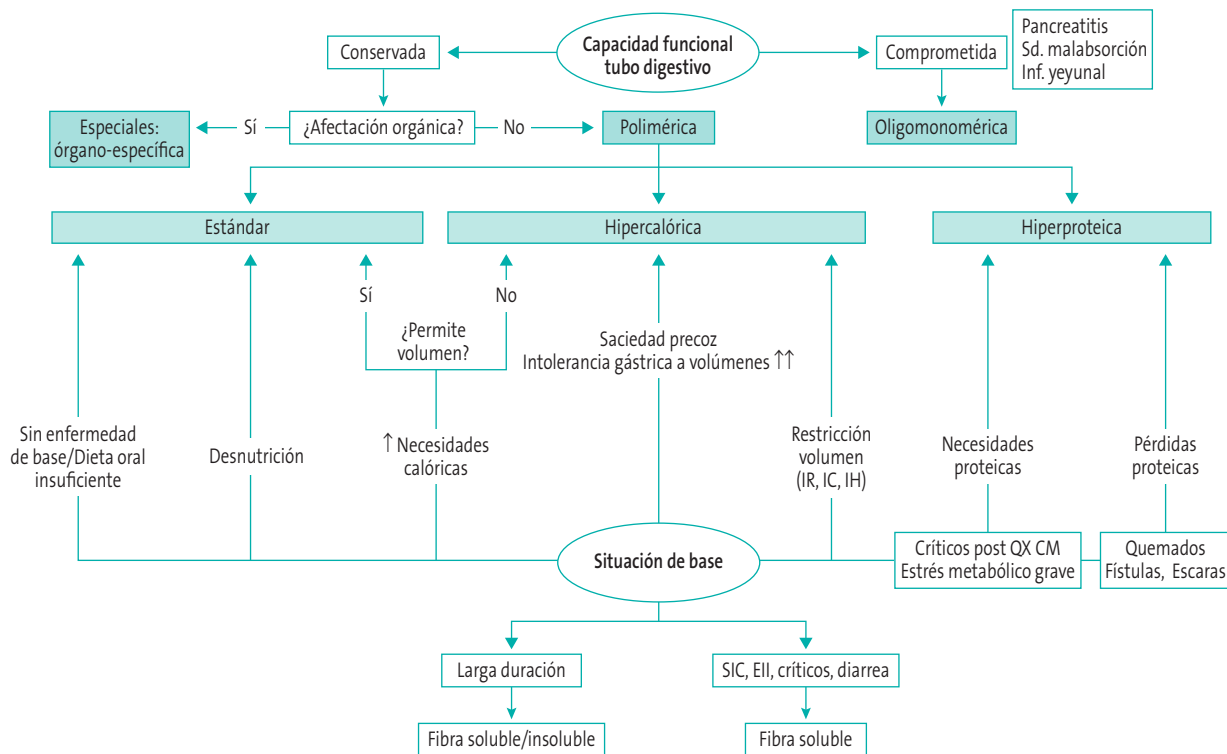 Conservada
Capacidad funcional
tubo digestivo
Comprometida
Pancreatitis
Sd. malabsorción
Inf. yeyunal
Especiales:
órgano-específica
Sí
¿Afectación orgánica?
No
Polimérica
Oligomonomérica
Estándar
Hipercalórica
Hiperproteica
Sí
No
¿Permite
volumen?
Saciedad precoz
Intolerancia gástrica a volúmenes ↑↑
Sin enfermedad
de base/Dieta oral
insuficiente
Desnutrición
↑ Necesidades
calóricas
Restricción
volumen
(IR, IC, IH)
Necesidades
proteicas
Pérdidas
proteicas
Situación de base
Críticos post QX CM
Estrés metabólico grave
Quemados
Fístulas, Escaras
Larga duración
SIC, EII, críticos, diarrea
Fibra soluble/insoluble
Fibra soluble